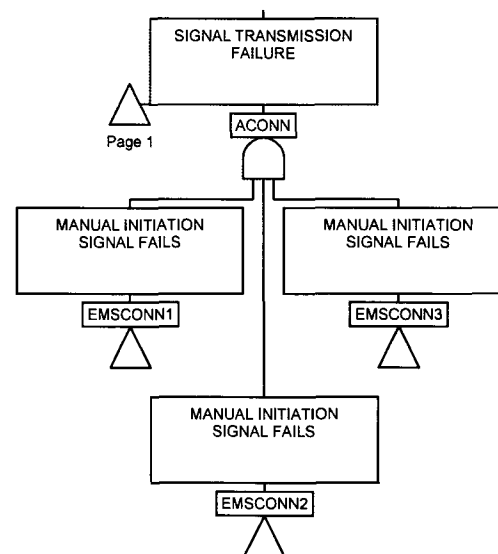 SIGNAL TRANSMISSION
FAILURE
ACONN
Page 1
MANUAL INITIATION
SIGNAL FAILS
MANUAL INITIATION
SIGNAL FAILS
EMSCONN1
EMSCONN3
MANUAL INITIATION
SIGNAL FAILS
EMSCONN2